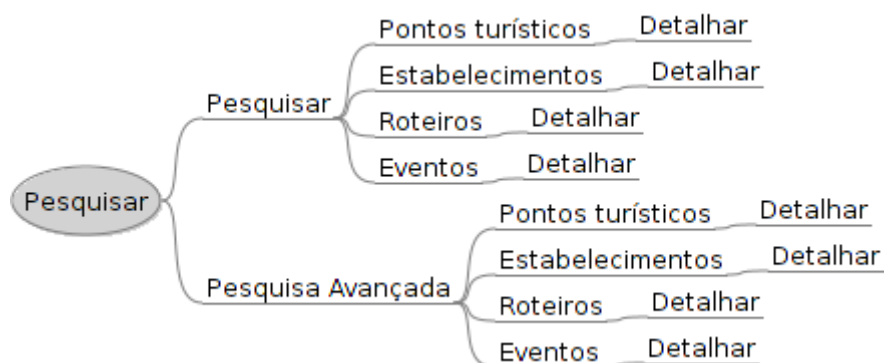 Pesquisar
Pesquisar
Pontos turísticos
Detalhar
Estabelecimentos
Detalhar
Roteiros
Detalhar
Eventos
Detalhar
Pesquisa Avançada
Pontos turísticos
Detalhar
Estabelecimentos
Detalhar
Roteiros
Detalhar
Eventos
Detalhar